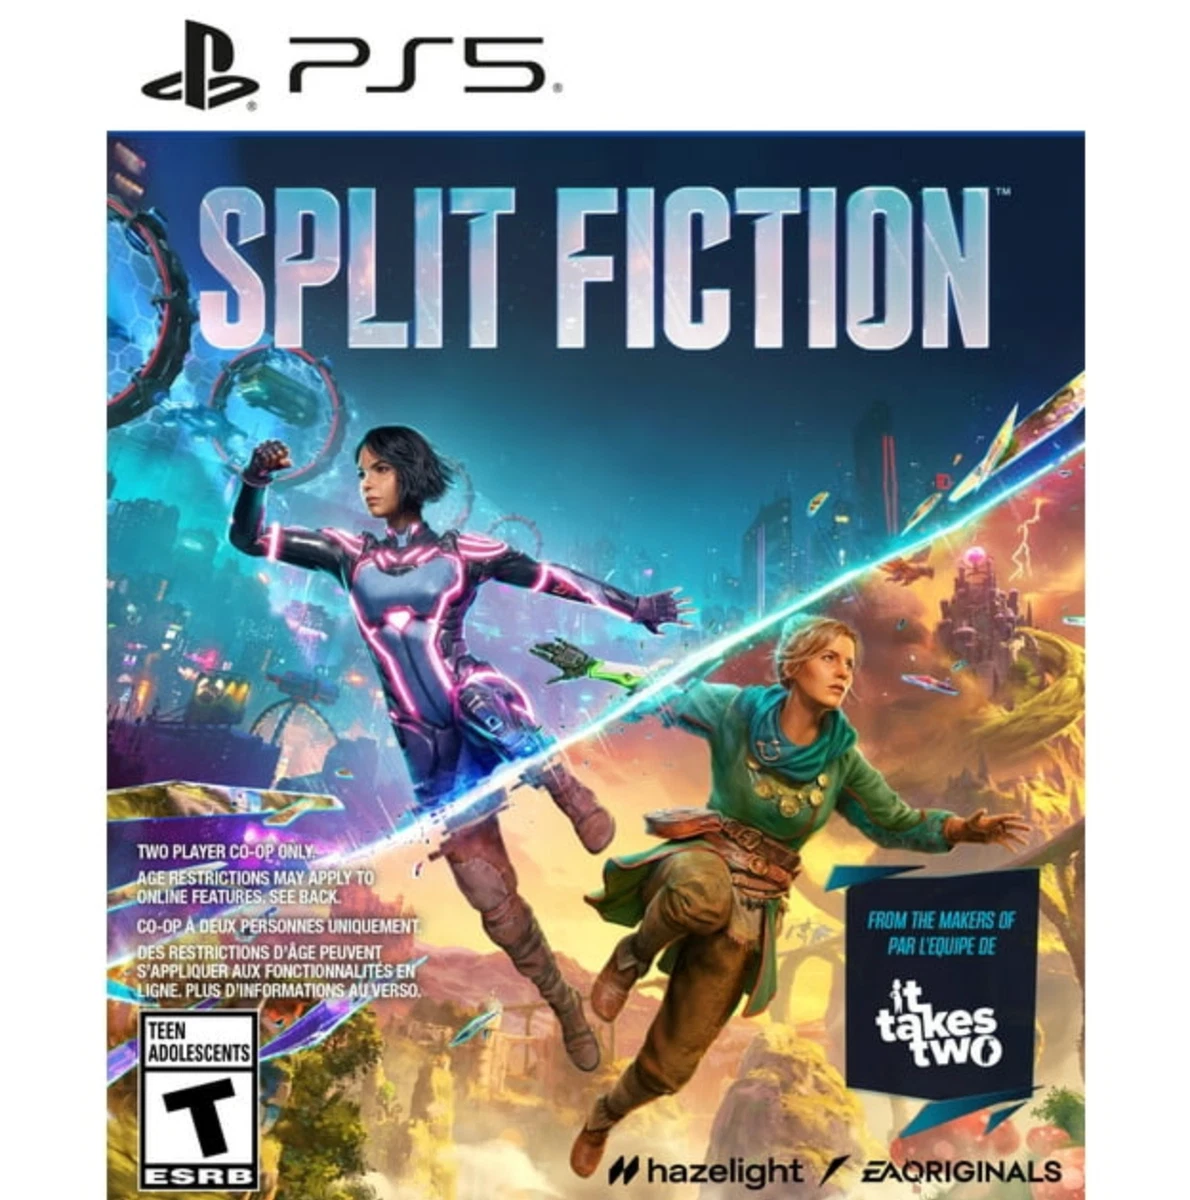 PS5®
SPLIT FICTION™
TWO PLAYER CO-OP ONLY.
AGE RESTRICTIONS MAY APPLY TO
ONLINE FEATURES. SEE BACK.
CO-OP À DEUX PERSONNES UNIQUEMENT.
DES RESTRICTIONS D'ÂGE PEUVENT
S'APPLIQUER AUX FONCTIONNALITÉS EN
LIGNE. PLUS D'INFORMATIONS AU VERSO.
FROM THE MAKERS OF
PAR L'EQUIPE DE
it
takes
two
TEEN
ADOLESCENTS
T
ESRB
hazelight
EA ORIGINALS